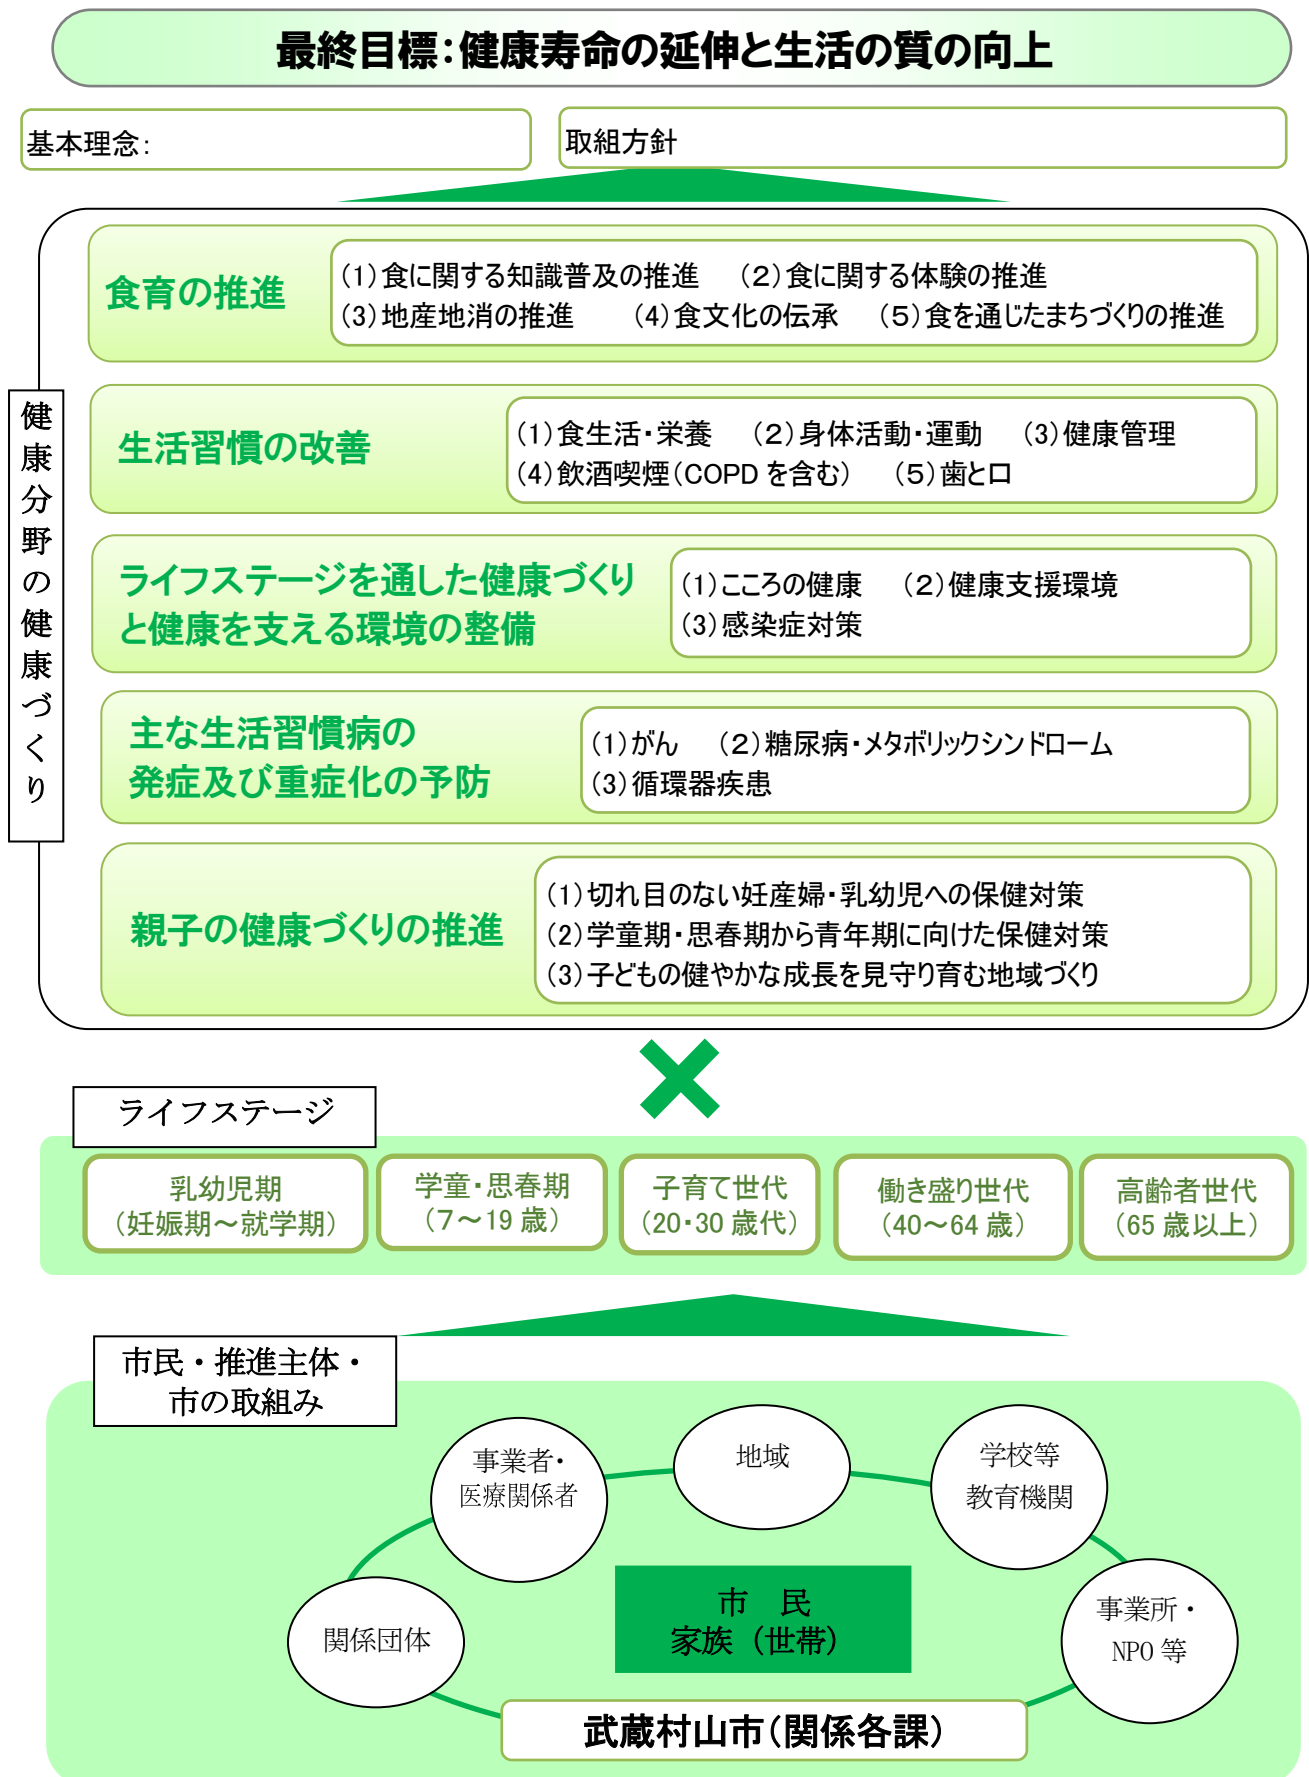 最終目標：健康寿命の延伸と生活の質の向上
基本理念：
取組方針
健康分野の健康づくり
食育の推進
（1）食に関する知識普及の推進　（2）食に関する体験の推進
（3）地産地消の推進　（4）食文化の伝承　（5）食を通じたまちづくりの推進
生活習慣の改善
（1）食生活・栄養　（2）身体活動・運動　（3）健康管理
（4）飲酒喫煙（COPD を含む）　（5）歯と口
ライフステージを通した健康づくり
と健康を支える環境の整備
（1）こころの健康　（2）健康支援環境
（3）感染症対策
主な生活習慣病の
発症及び重症化の予防
（1）がん　（2）糖尿病・メタボリックシンドローム
（3）循環器疾患
親子の健康づくりの推進
（1）切れ目のない妊産婦・乳幼児への保健対策
（2）学童期・思春期から青年期に向けた保健対策
（3）子どもの健やかな成長を見守り育む地域づくり
ライフステージ
乳幼児期
（妊娠期～就学期）
学童・思春期
（7～19 歳）
子育て世代
（20・30 歳代）
働き盛り世代
（40～64 歳）
高齢者世代
（65 歳以上）
市民・推進主体・
市の取組み
事業者・
医療関係者
地域
学校等
教育機関
関係団体
市　民
家族（世帯）
事業所・
NPO 等
武蔵村山市（関係各課）